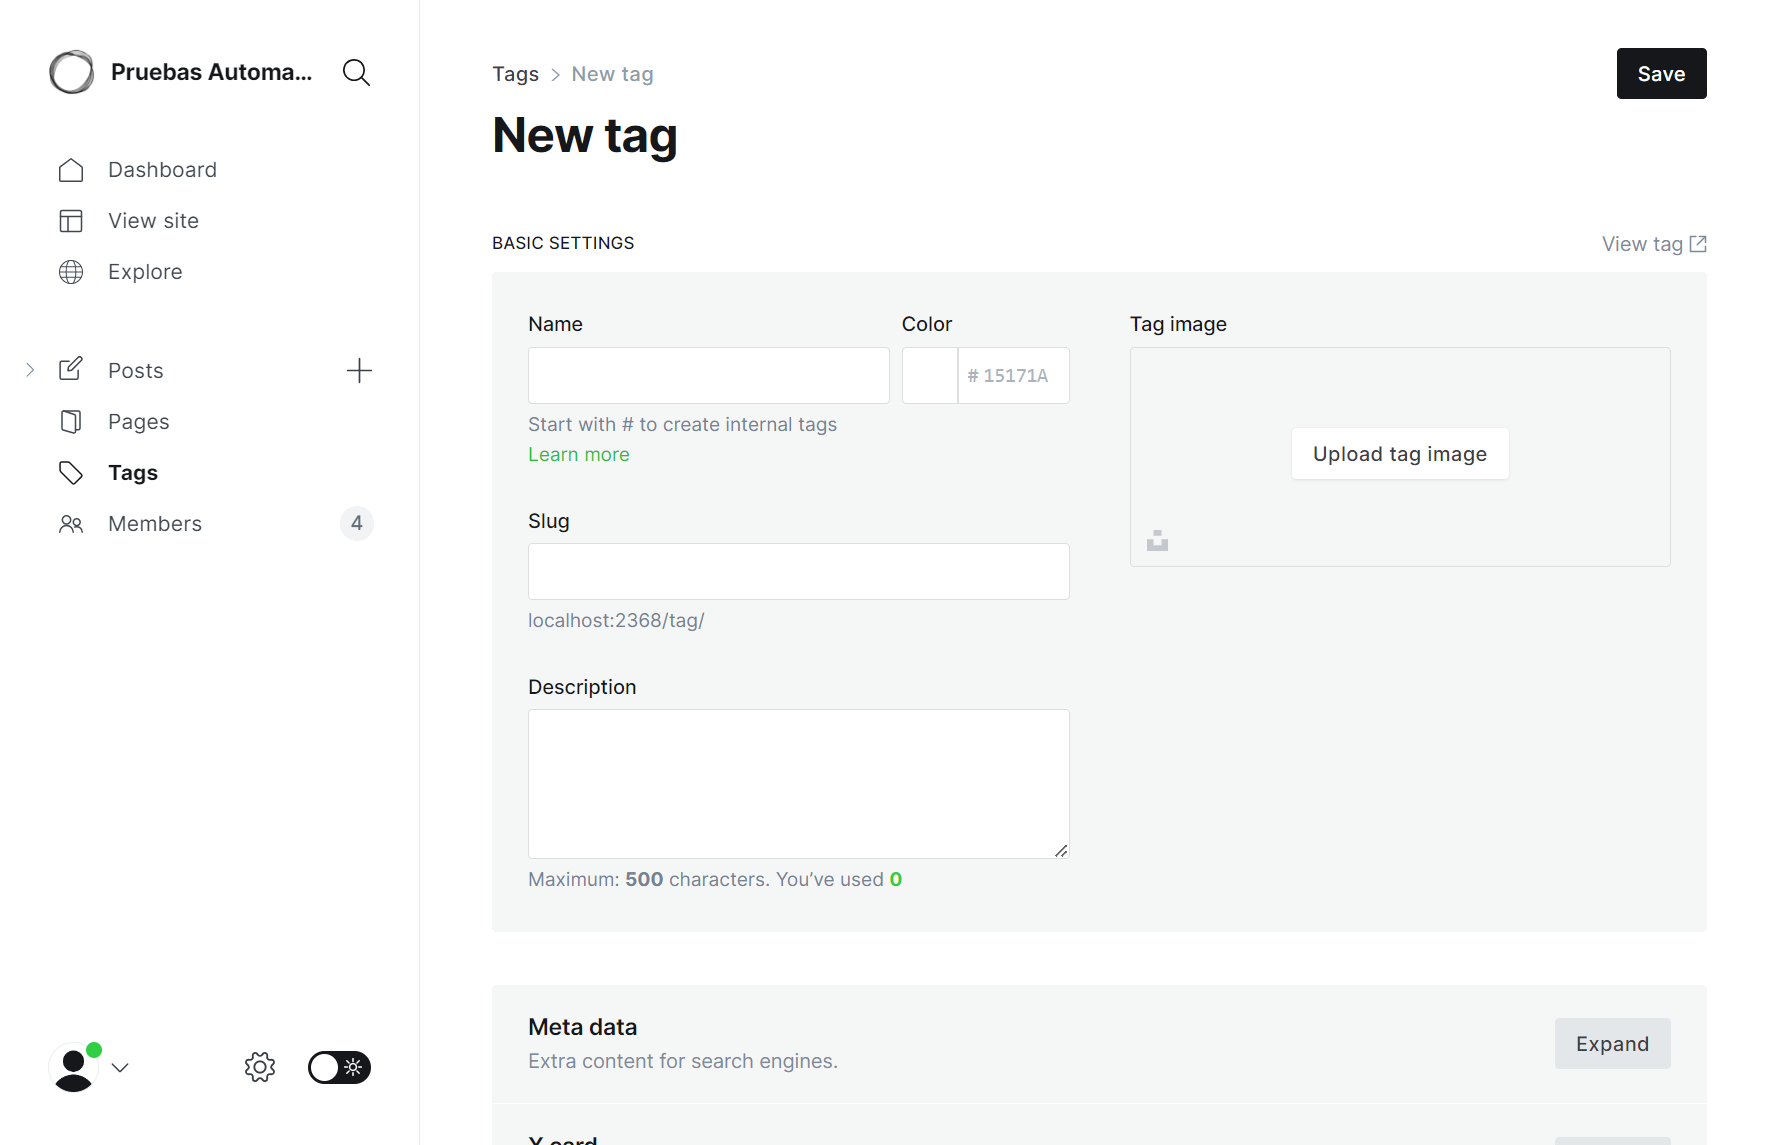 Pruebas Automa...
Dashboard
View site
Explore
Posts
Pages
Tags
Members
4
Tags > New tag
Save
New tag
BASIC SETTINGS
View tag
Name
Color
# 15171A
Start with # to create internal tags
Learn more
Slug
localhost:2368/tag/
Description
Maximum: 500 characters. You’ve used 0
Tag image
Upload tag image
Meta data
Extra content for search engines.
Expand
X card